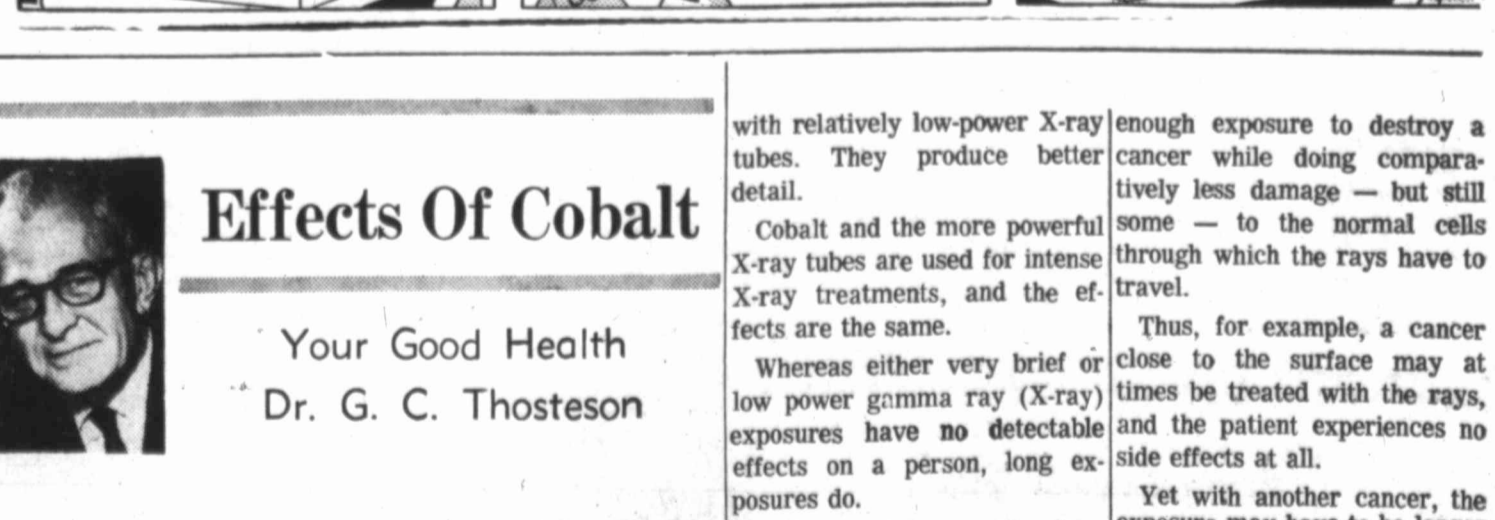 Effects Of Cobalt
Your Good Health
Dr. G. C. Thosteson
with relatively low-power X-ray
tubes. They produce better
detail.
Cobalt and the more powerful
X-ray tubes are used for intense
X-ray treatments, and the ef-
fects are the same.
Whereas either very brief or
low power gamma ray (X-ray)
exposures have no detectable
effects on a person, long ex-
posures do.
enough exposure to destroy a
cancer while doing compara-
tively less damage — but still
some — to the normal cells
through which the rays have to
travel.
Thus, for example, a cancer
close to the surface may at
times be treated with the rays,
and the patient experiences no
side effects at all.
Yet with another cancer, the